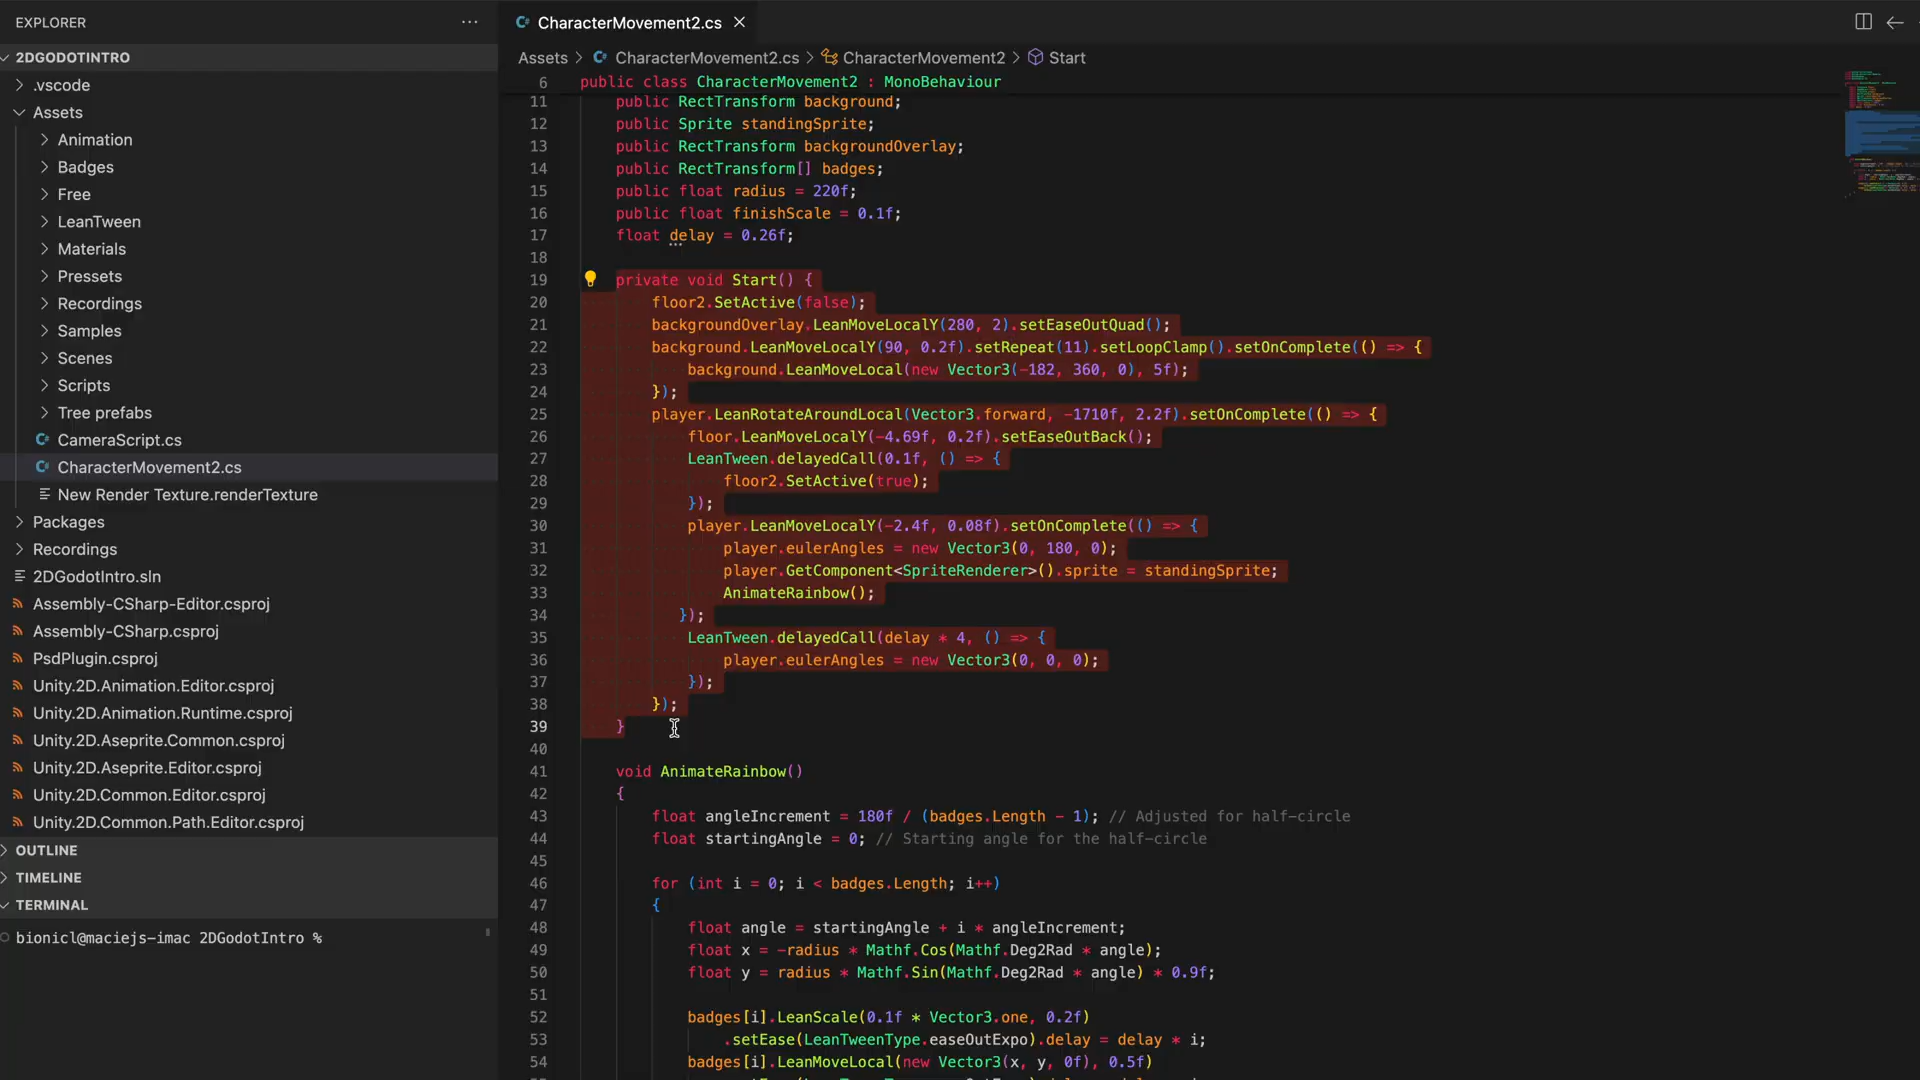 EXPLORER
2DGODOTINTRO
.vscode
Assets
Animation
Badges
Free
LeanTween
Materials
Pressets
Recordings
Samples
Scenes
Scripts
Tree prefabs
CameraScript.cs
CharacterMovement2.cs
New Render Texture.renderTexture
Packages
Recordings
2DGodotIntro.sln
Assembly-CSharp-Editor.csproj
Assembly-CSharp.csproj
PsdPlugin.csproj
Unity.2D.Animation.Editor.csproj
Unity.2D.Animation.Runtime.csproj
Unity.2D.Aseprite.Common.csproj
Unity.2D.Aseprite.Editor.csproj
Unity.2D.Common.Editor.csproj
Unity.2D.Common.Path.Editor.csproj
OUTLINE
TIMELINE
TERMINAL
bionicl@maciejs-imac 2DGodotIntro %
CharacterMovement2.cs
Assets > CharacterMovement2.cs > CharacterMovement2 > Start
6 public class CharacterMovement2 : MonoBehaviour
11 public RectTransform background;
12 public Sprite standingSprite;
13 public RectTransform backgroundOverlay;
14 public RectTransform[] badges;
15 public float radius = 220f;
16 public float finishScale = 0.1f;
17 float delay = 0.26f;
18
19 private void Start() {
20 floor2.SetActive(false);
21 backgroundOverlay.LeanMoveLocalY(280, 2).setEaseOutQuad();
22 background.LeanMoveLocalY(90, 0.2f).setRepeat(11).setLoopClamp().setOnComplete(() => {
23 background.LeanMoveLocal(new Vector3(-182, 360, 0), 5f);
24 });
25 player.LeanRotateAroundLocal(Vector3.forward, -1710f, 2.2f).setOnComplete(() => {
26 floor.LeanMoveLocalY(-4.69f, 0.2f).setEaseOutBack();
27 LeanTween.delayedCall(0.1f, () => {
28 floor2.SetActive(true);
29 });
30 player.LeanMoveLocalY(-2.4f, 0.08f).setOnComplete(() => {
31 player.eulerAngles = new Vector3(0, 180, 0);
32 player.GetComponent<SpriteRenderer>().sprite = standingSprite;
33 AnimateRainbow();
34 });
35 LeanTween.delayedCall(delay * 4, () => {
36 player.eulerAngles = new Vector3(0, 0, 0);
37 });
38 });
39 }
40
41 void AnimateRainbow()
42 {
43 float angleIncrement = 180f / (badges.Length - 1); // Adjusted for half-circle
44 float startingAngle = 0; // Starting angle for the half-circle
45
46 for (int i = 0; i < badges.Length; i++)
47 {
48 float angle = startingAngle + i * angleIncrement;
49 float x = -radius * Mathf.Cos(Mathf.Deg2Rad * angle);
50 float y = radius * Mathf.Sin(Mathf.Deg2Rad * angle) * 0.9f;
51
52 badges[i].LeanScale(0.1f * Vector3.one, 0.2f)
53 .setEase(LeanTweenType.easeOutExpo).delay = delay * i;
54 badges[i].LeanMoveLocal(new Vector3(x, y, 0f), 0.5f)